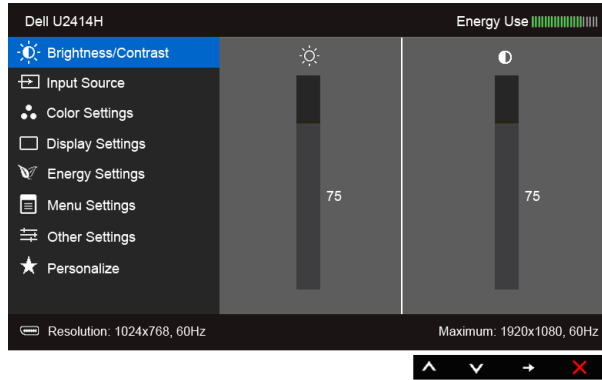 Dell U2414H Energy Use
Brightness/Contrast
Input Source
Color Settings
Display Settings
Energy Settings
Menu Settings 75 75
Other Settings
Personalize
Resolution: 1024x768, 60Hz Maximum: 1920x1080, 60Hz